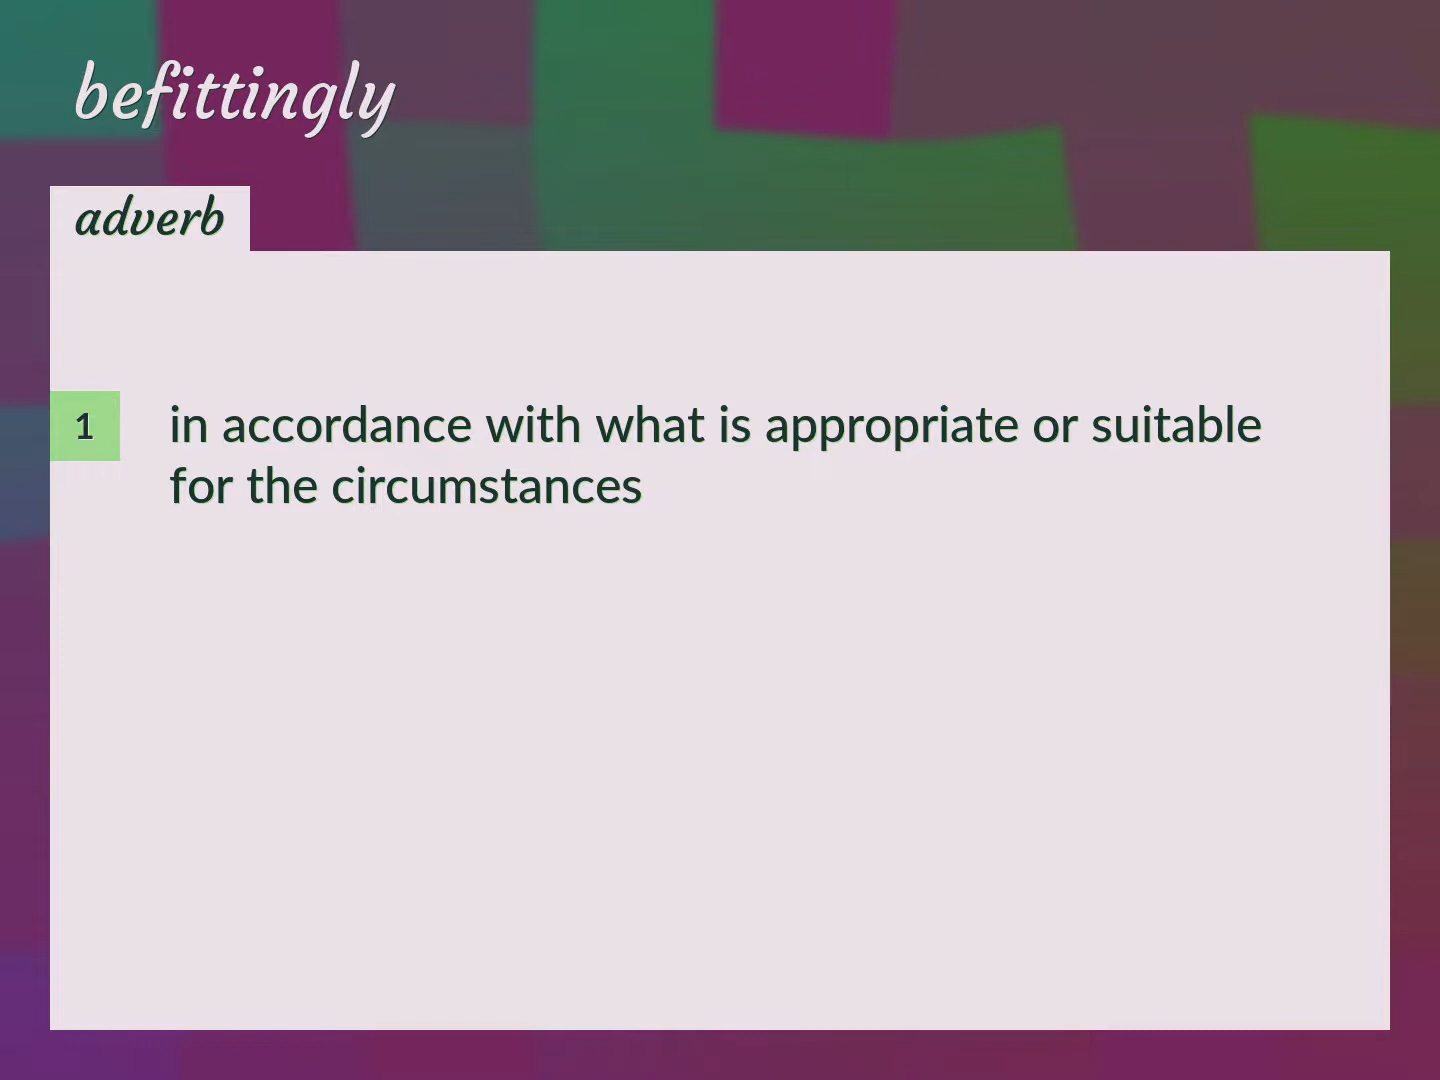 befittingly
adverb
1 in accordance with what is appropriate or suitable
for the circumstances